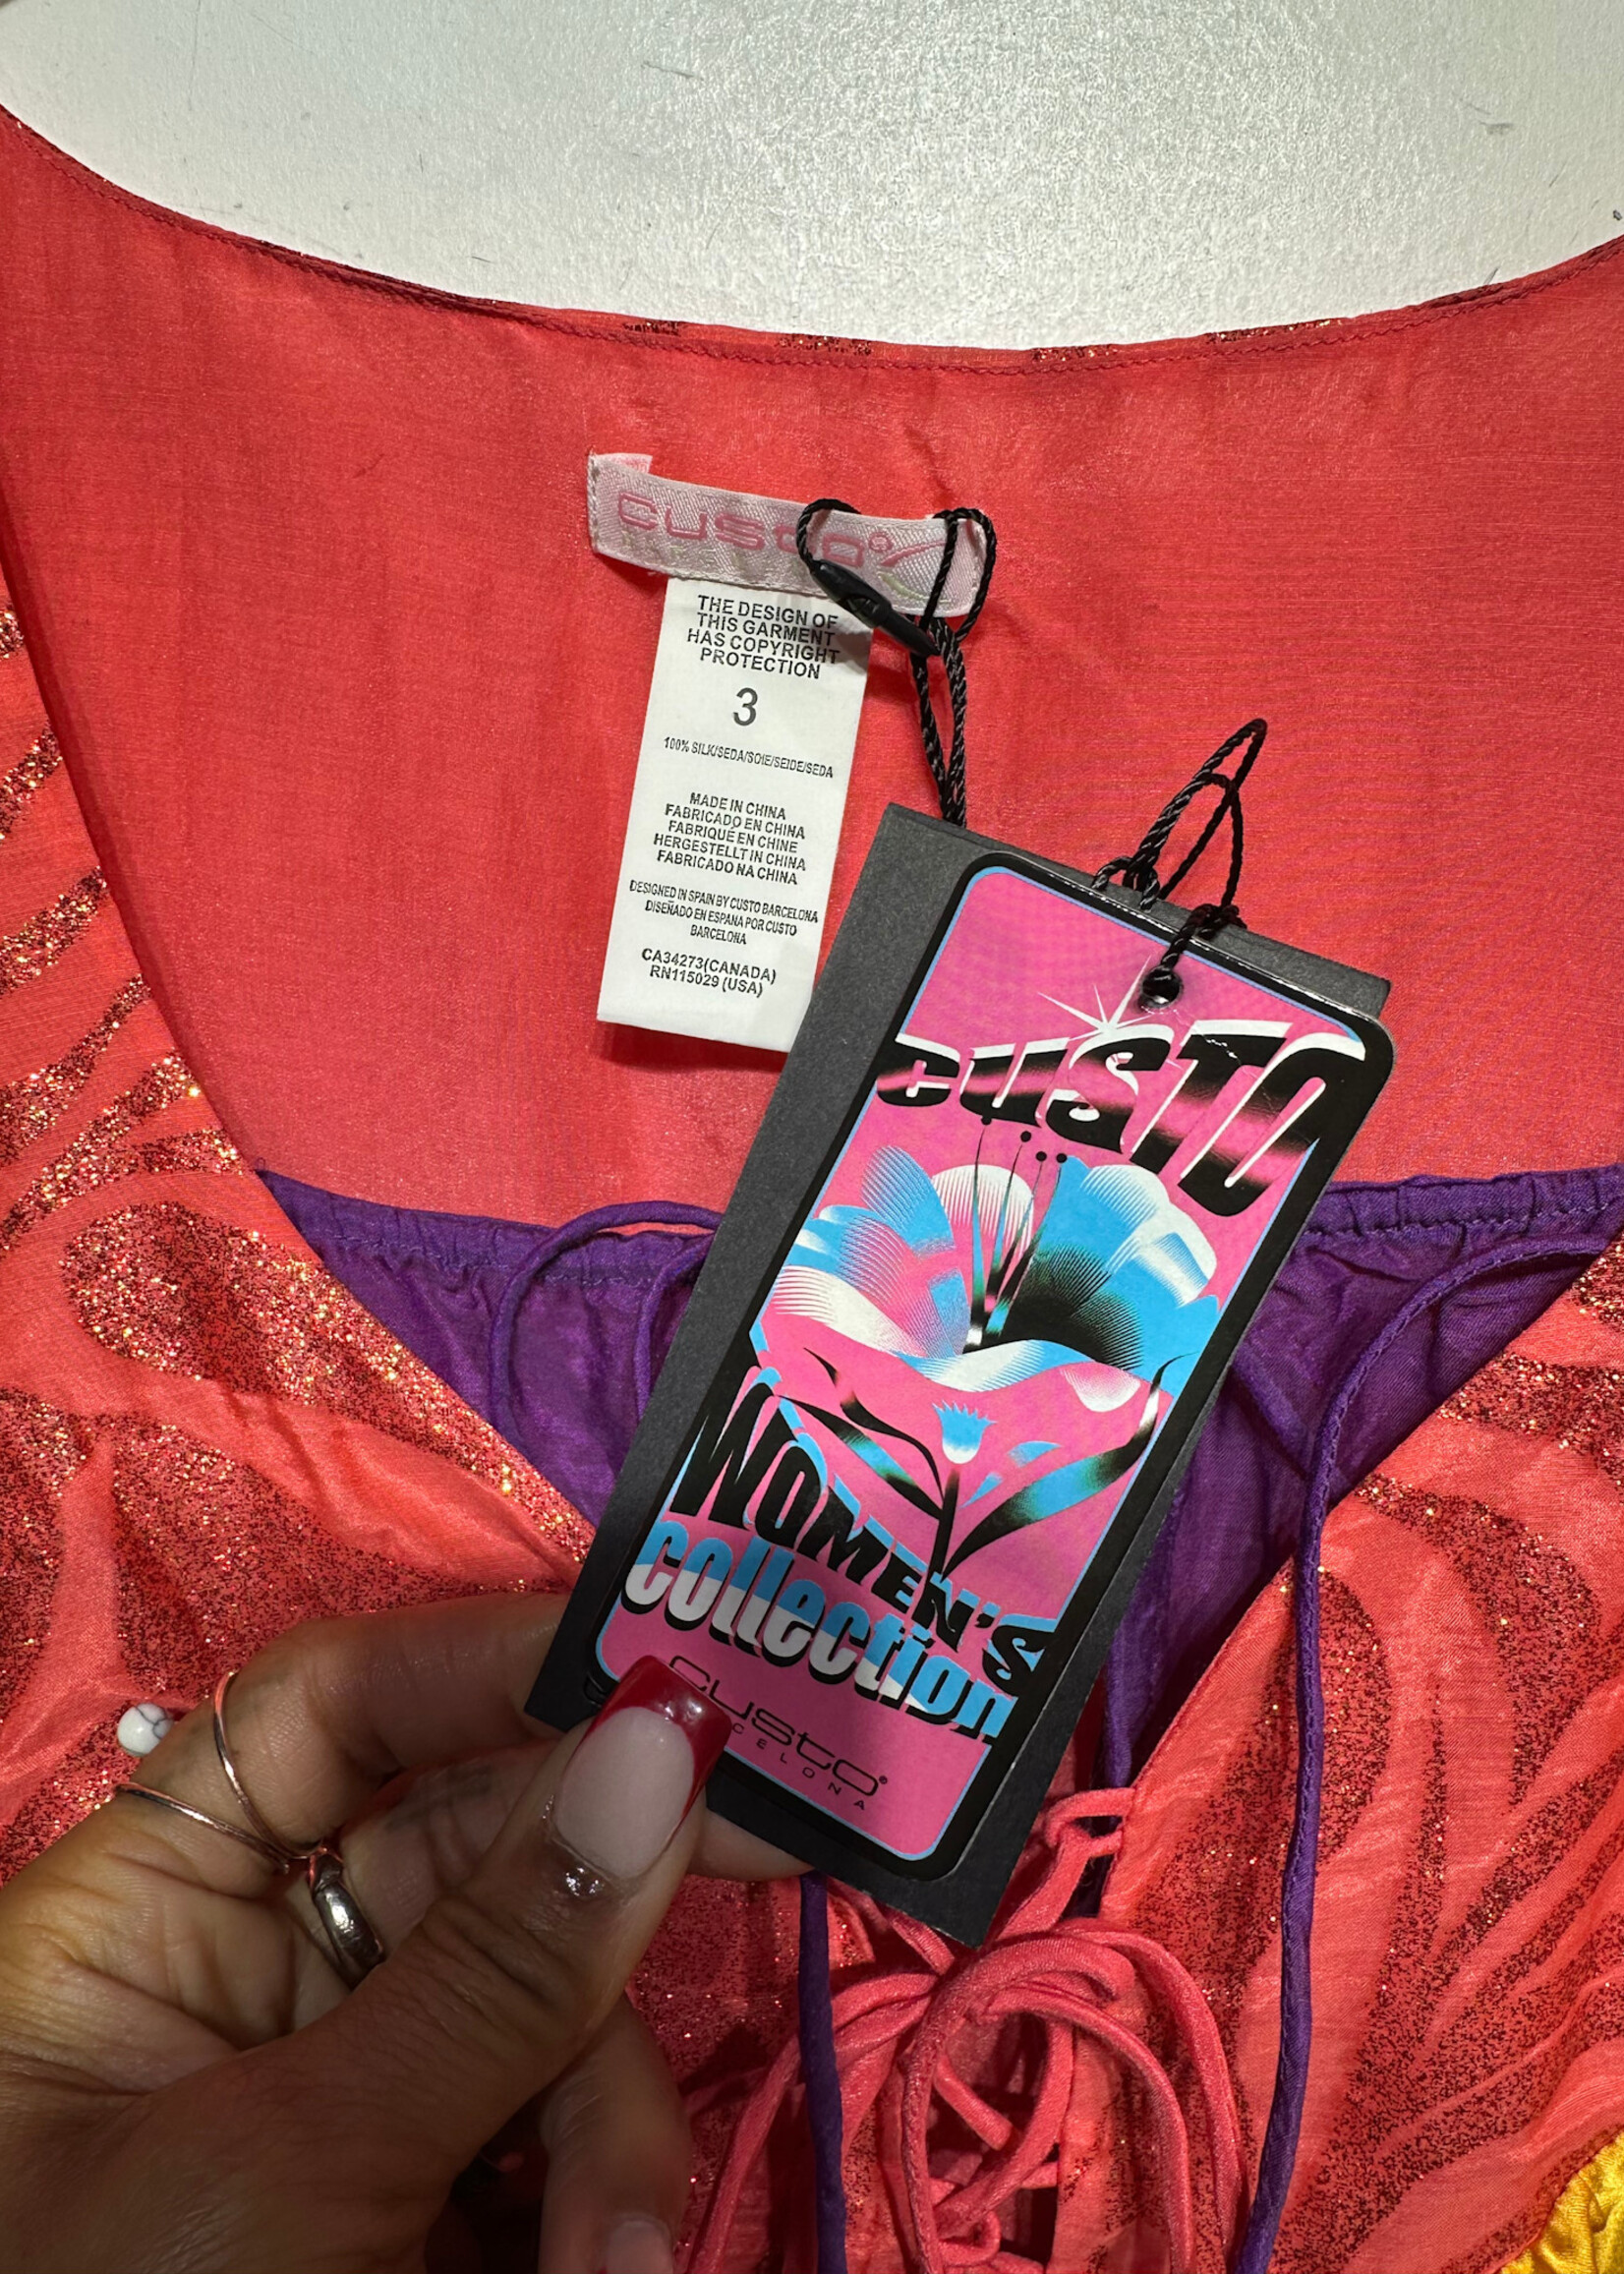 custo
THE DESIGN OF
THIS GARMENT
HAS COPYRIGHT
PROTECTION
3
100% SILK/SEDA/SOIE/SEIDE/SEDA
MADE IN CHINA
FABRICADO EN CHINA
FABRIQUÉ EN CHINE
HERGESTELLT IN CHINA
FABRICADO NA CHINA
DESIGNED IN SPAIN BY CUSTO BARCELONA
DISEÑADO EN ESPANA POR CUSTO
BARCELONA
CA34273(CANADA)
RN115029 (USA)
CUSTO
WOMEN'S
collection
custo®
CELONA